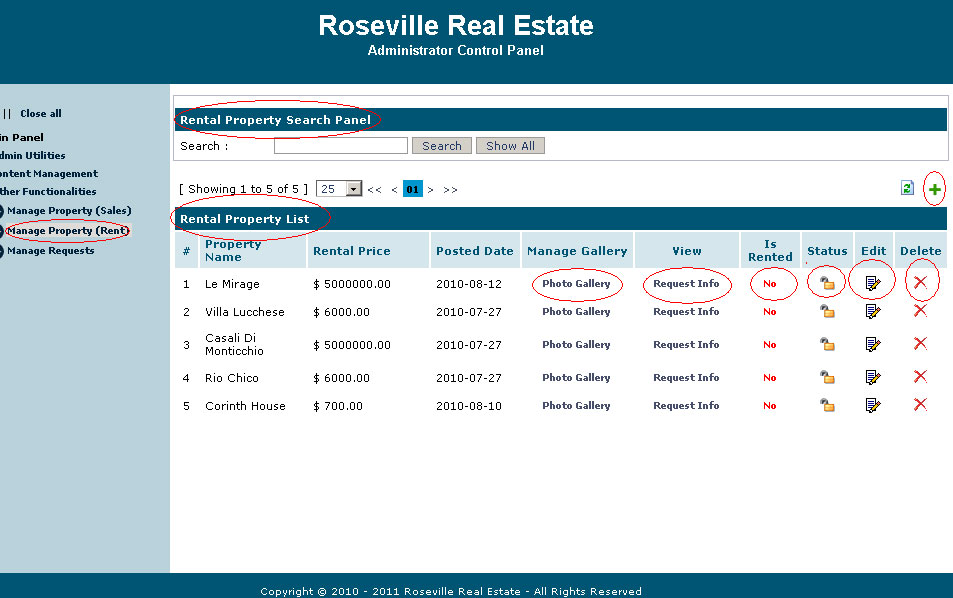 Roseville Real Estate
Administrator Control Panel
|| Close all
in Panel
dmin Utilities
ontent Management
ther Functionalities
Manage Property (Sales)
Manage Property (Rent)
Manage Requests
Rental Property Search Panel
Search : Search Show All
[ Showing 1 to 5 of 5 ] 25 << < 01 > >>
Rental Property List
# Property Name Rental Price Posted Date Manage Gallery View Is Rented Status Edit Delete
1 Le Mirage $ 5000000.00 2010-08-12 Photo Gallery Request Info No
2 Villa Lucchese $ 6000.00 2010-07-27 Photo Gallery Request Info No
3 Casali Di Monticchio $ 5000000.00 2010-07-27 Photo Gallery Request Info No
4 Rio Chico $ 6000.00 2010-07-27 Photo Gallery Request Info No
5 Corinth House $ 700.00 2010-08-10 Photo Gallery Request Info No
Copyright © 2010 - 2011 Roseville Real Estate - All Rights Reserved